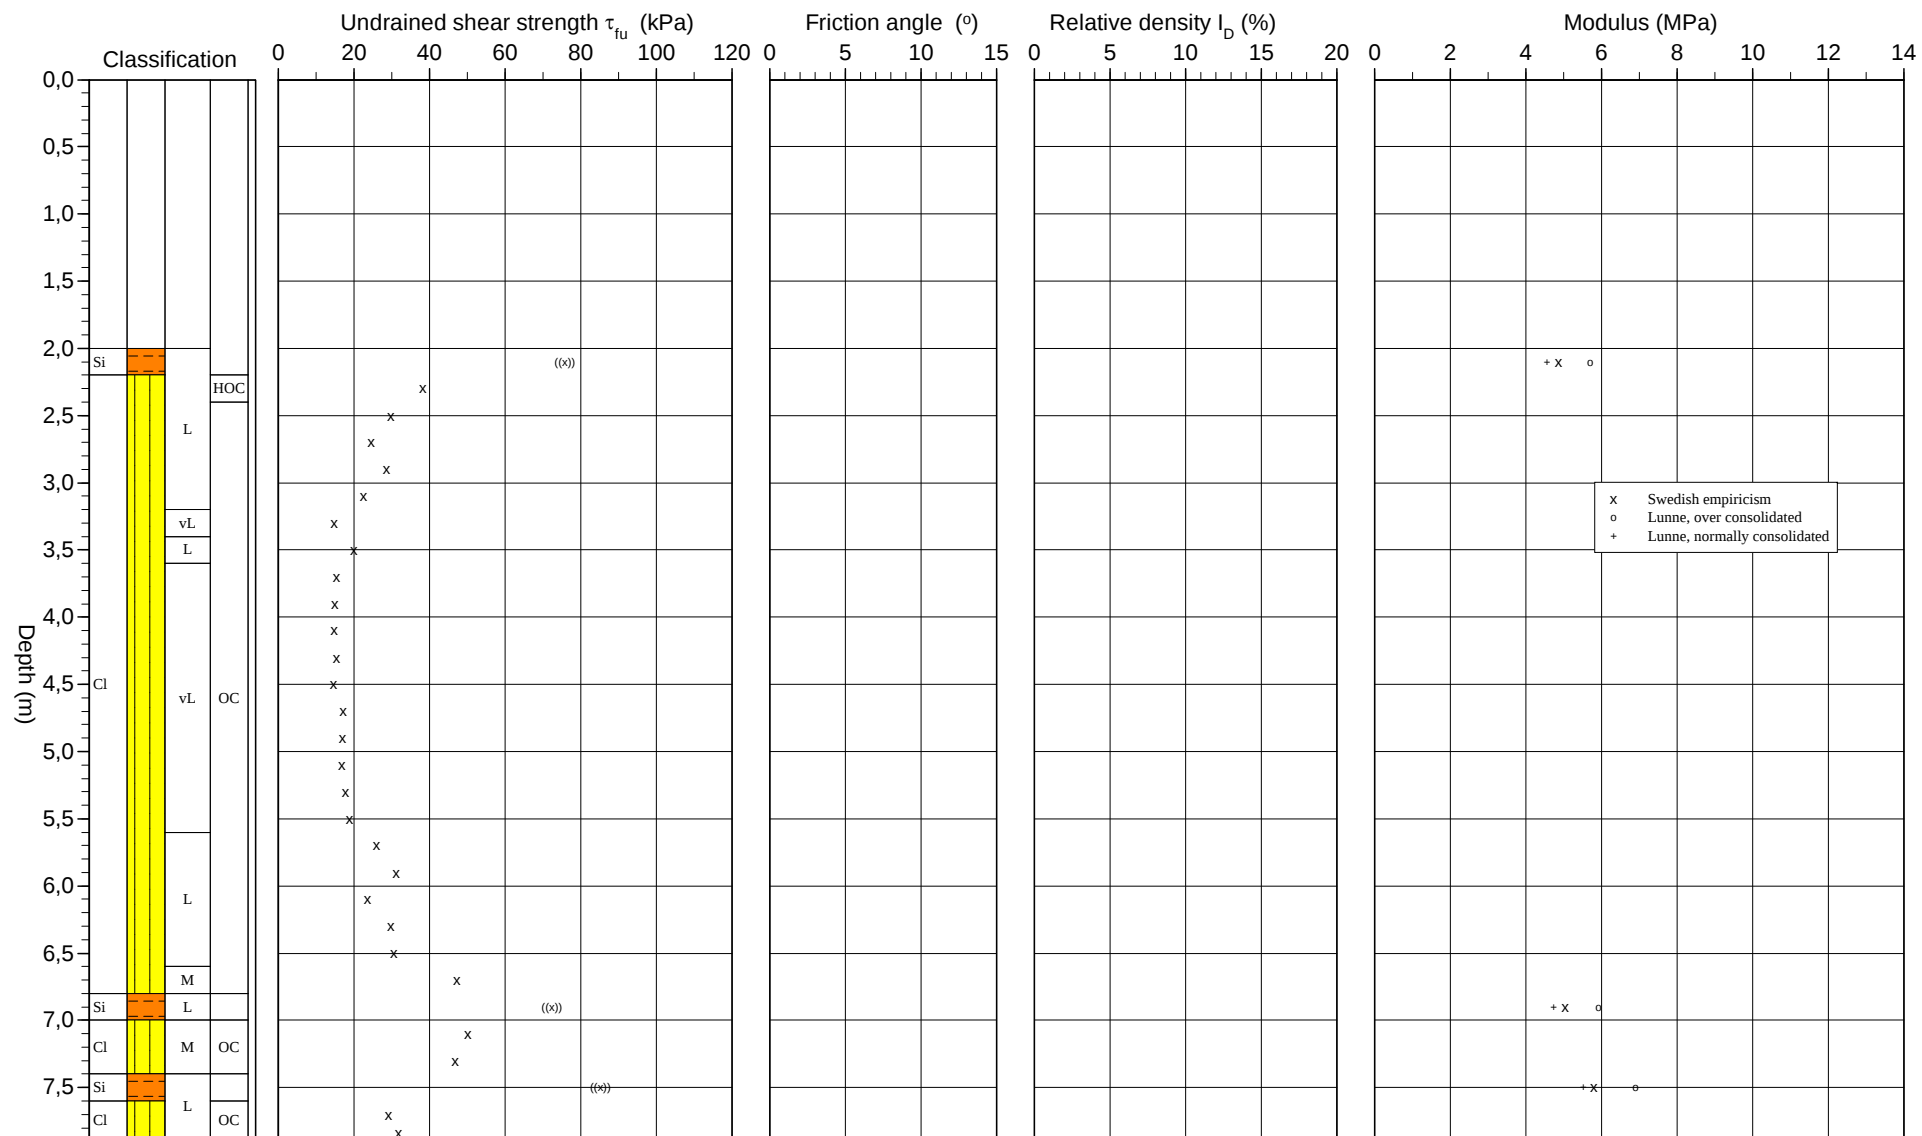 Undrained shear strength τfu (kPa)
Friction angle (o)
Relative density ID (%)
Modulus (MPa)
Classification
0 20 40 60 80 100 120
0 5 10 15
0 5 10 15 20
0 2 4 6 8 10 12 14
0,0
0,5
1,0
1,5
2,0
Si ((x)) + x o
HOC x
2,5 x
L
x
x
3,0
x
x Swedish empiricism
o Lunne, over consolidated
+ Lunne, normally consolidated
vL x
L
3,5 x
x
x
4,0
x
x
Depth (m)
4,5 Cl x
vL OC
x
x
5,0
x
x
5,5 x
x
x
6,0
L x
x
6,5 x
M x
Si L ((x)) + x o
7,0
x
Cl M OC
x
7,5 Si ((x)) + x o
L
x
Cl OC
x